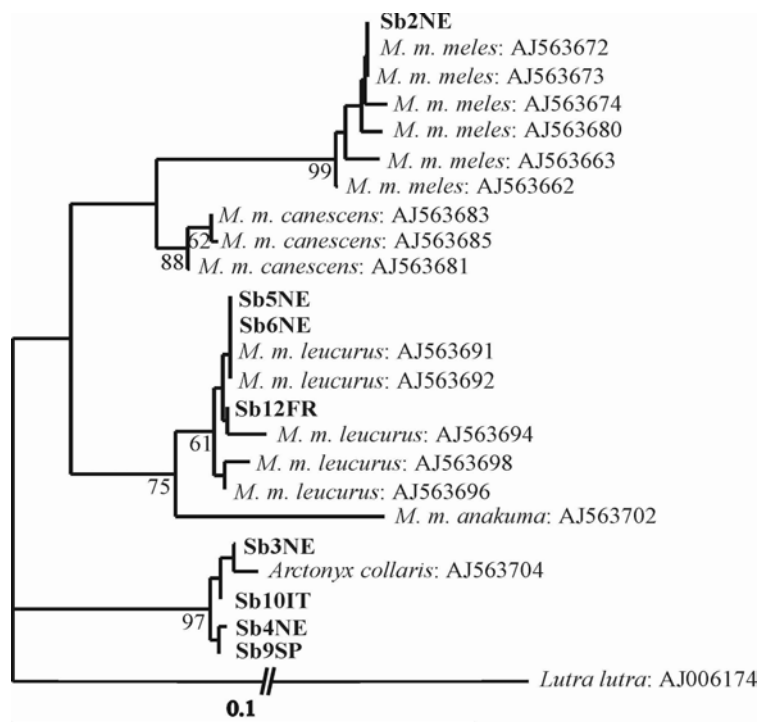 Sb2NE
M. m. meles: AJ563672
M. m. meles: AJ563673
M. m. meles: AJ563674
M. m. meles: AJ563680
M. m. meles: AJ563663
99
M. m. meles: AJ563662
M. m. canescens: AJ563683
62
M. m. canescens: AJ563685
88
M. m. canescens: AJ563681
Sb5NE
Sb6NE
M. m. leucurus: AJ563691
M. m. leucurus: AJ563692
Sb12FR
M. m. leucurus: AJ563694
61
M. m. leucurus: AJ563698
75
M. m. leucurus: AJ563696
M. m. anakuma: AJ563702
Sb3NE
Arctonyx collaris: AJ563704
Sb10IT
97
Sb4NE
Sb9SP
Lutra lutra: AJ006174
0.1